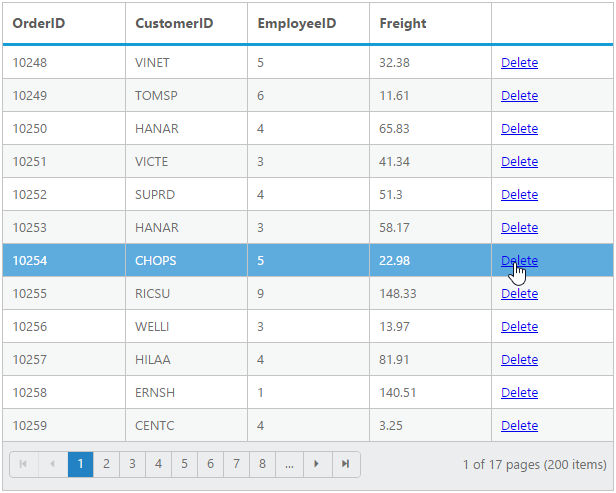 OrderID CustomerID EmployeeID Freight
10248 VINET 5 32.38 Delete
10249 TOMSP 6 11.61 Delete
10250 HANAR 4 65.83 Delete
10251 VICTE 3 41.34 Delete
10252 SUPRD 4 51.3 Delete
10253 HANAR 3 58.17 Delete
10254 CHOPS 5 22.98 Delete
10255 RICSU 9 148.33 Delete
10256 WELLI 3 13.97 Delete
10257 HILAA 4 81.91 Delete
10258 ERNSH 1 140.51 Delete
10259 CENTC 4 3.25 Delete
1 2 3 4 5 6 7 8 ... 1 of 17 pages (200 items)